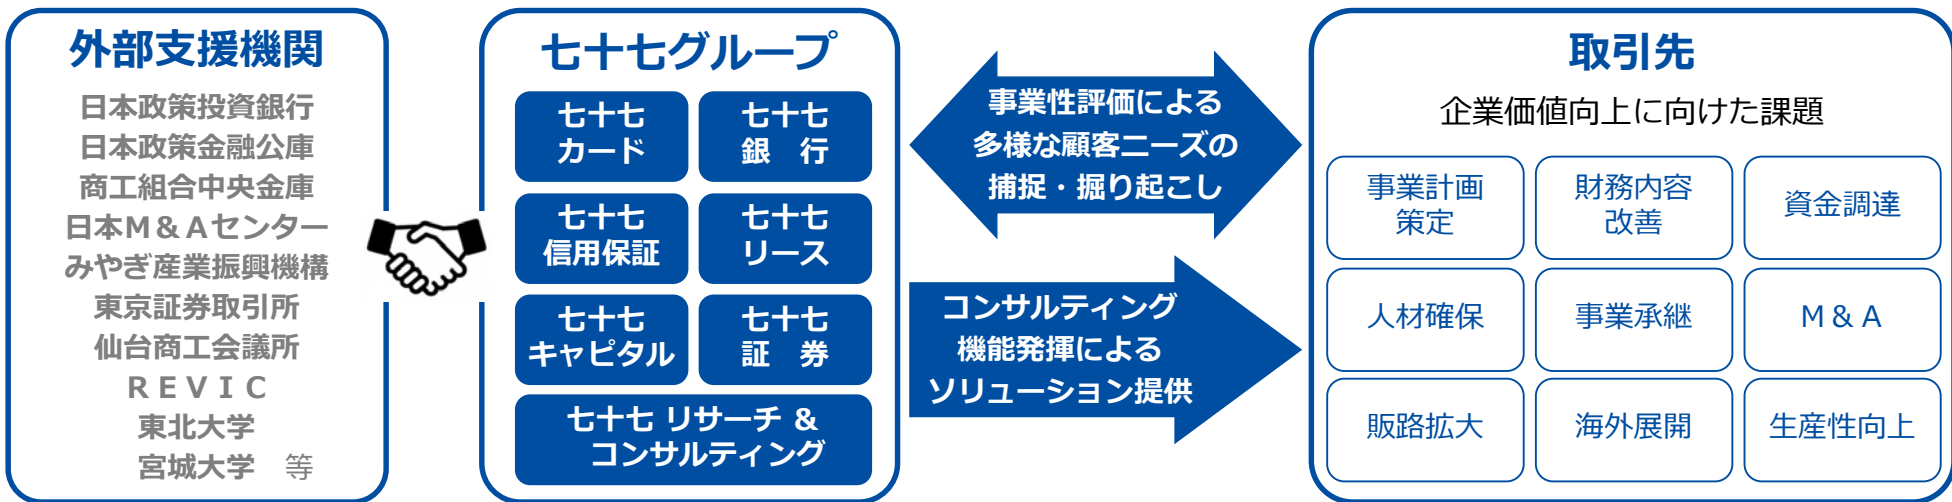 外部支援機関
日本政策投資銀行
日本政策金融公庫
商工組合中央金庫
日本M&Aセンター
みやぎ産業振興機構
東京証券取引所
仙台商工会議所
ＲＥＶＩＣ
東北大学
宮城大学　等
七十七グループ
七十七
カード
七十七
銀　行
七十七
信用保証
七十七
リース
七十七
キャピタル
七十七
証　券
七十七 リサーチ &
コンサルティング
事業性評価による
多様な顧客ニーズの
捕捉・掘り起こし
コンサルティング
機能発揮による
ソリューション提供
取引先
企業価値向上に向けた課題
事業計画
策定
財務内容
改善
資金調達
人材確保
事業承継
Ｍ＆Ａ
販路拡大
海外展開
生産性向上